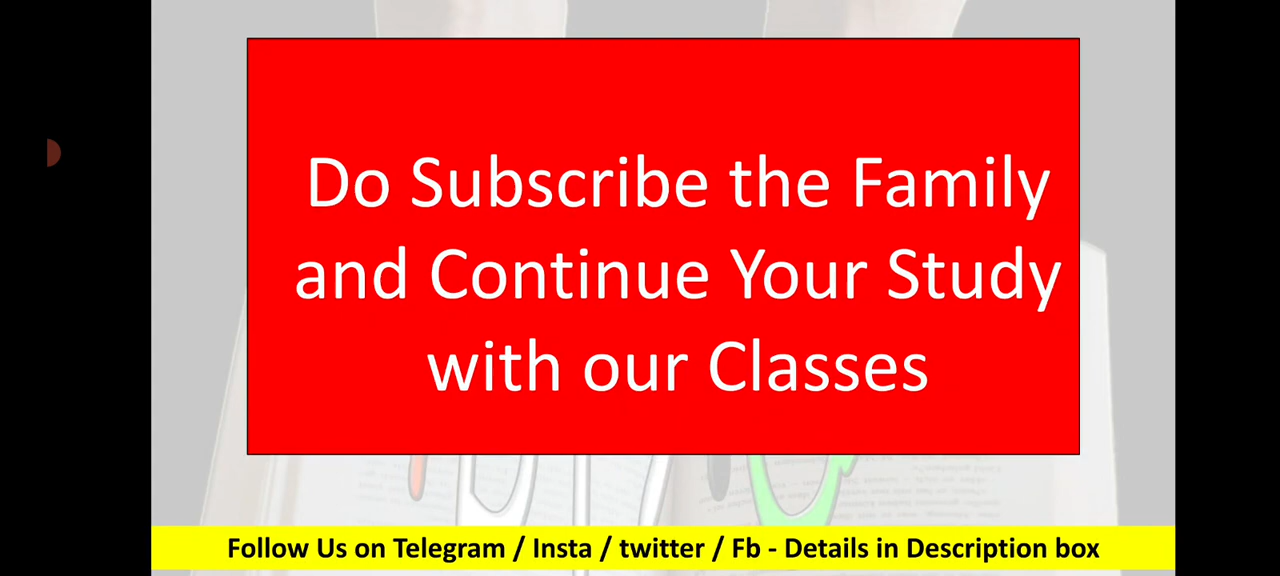 Do Subscribe the Family
and Continue Your Study
with our Classes
Follow Us on Telegram / Insta / twitter / Fb - Details in Description box